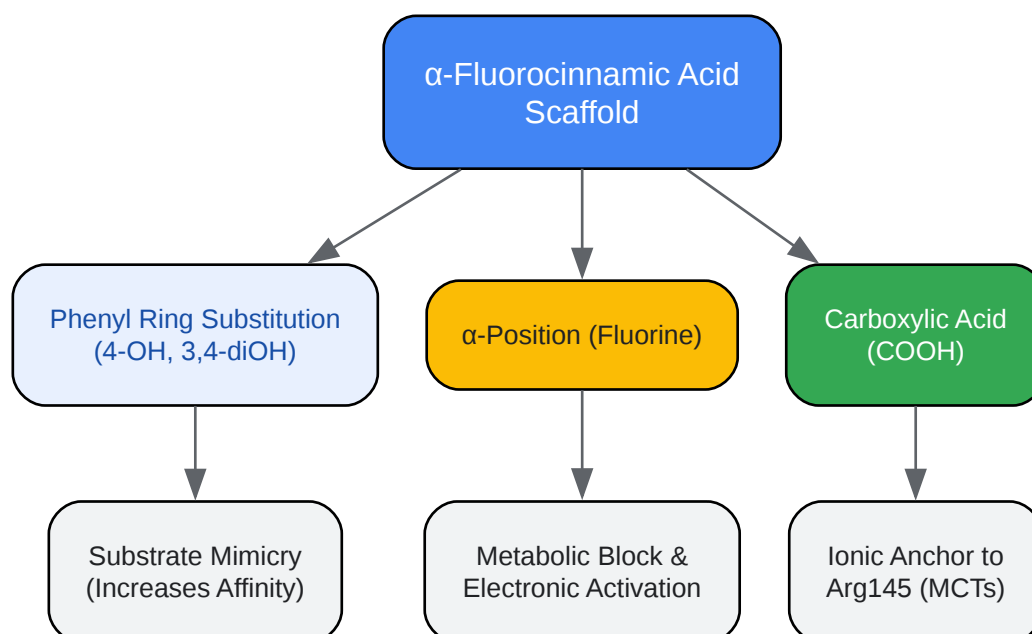 α-Fluorocinnamic Acid
Scaffold
Phenyl Ring Substitution
(4-OH, 3,4-diOH)
α-Position (Fluorine)
Carboxylic Acid
(COOH)
Substrate Mimicry
(Increases Affinity)
Metabolic Block &
Electronic Activation
Ionic Anchor to
Arg145 (MCTs)